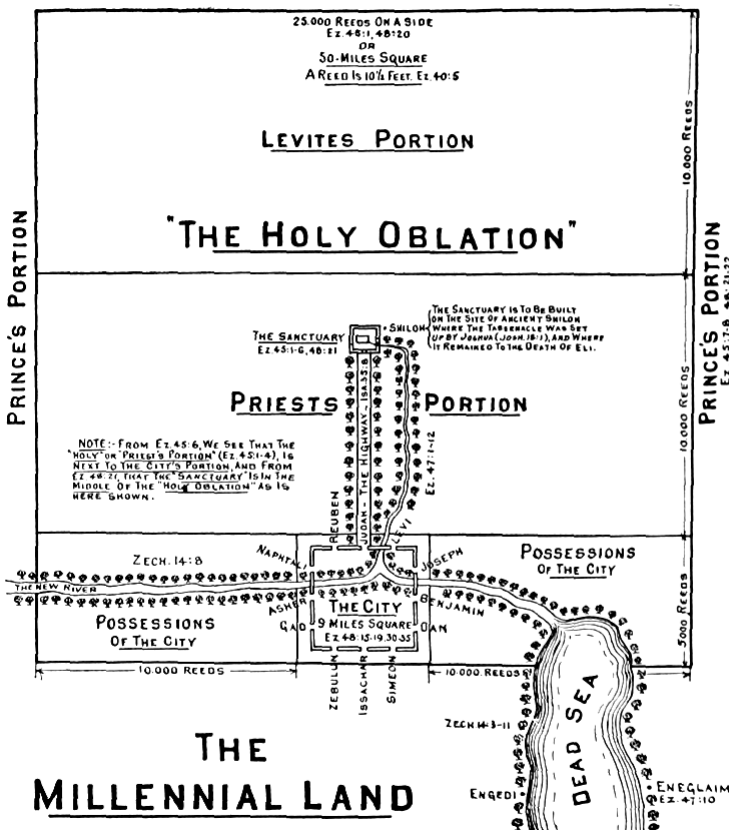 25.000 REEDS ON A SIDE
EZ. 48:1, 48:20
OR
50-MILES SQUARE
A REED IS 10½ FEET. EZ. 40:5
LEVITES PORTION
10.000 REEDS
"THE HOLY OBLATION"
PRINCE'S PORTION
PRINCE'S PORTION
EZ. 45:7-8, 48:21-22
THE SANCTUARY
EZ. 45:1-6, 48:21
• SHILOH
THE SANCTUARY IS TO BE BUILT
ON THE SITE OF ANCIENT SHILOH
WHERE THE TABERNACLE WAS SET
UP BY JOSHUA (JOSH. 18:1), AND WHERE
IT REMAINED TO THE DEATH OF ELI.
PRIESTS PORTION
JUDAH - THE HIGHWAY - ISA. 35:8
EZ. 47:1-12
10.000 REEDS
NOTE:- FROM EZ. 45:6, WE SEE THAT THE
"HOLY" OR "PRIEST'S PORTION" (EZ. 45:1-4), IS
NEXT TO THE CITY'S PORTION, AND FROM
EZ. 48:21, THAT THE "SANCTUARY" IS IN THE
MIDDLE OF THE "HOLY OBLATION" AS IS
HERE SHOWN.
REUBEN
LEVI
ZECH. 14:8
NAPHTALI
JOSEPH
POSSESSIONS
OF THE CITY
THE NEW RIVER
ASHER
BENJAMIN
POSSESSIONS
OF THE CITY
GAD
THE CITY
9 MILES SQUARE
EZ. 48:15-19, 30-35
DAN
5000 REEDS
10.000 REEDS
10.000 REEDS
ZEBULUN
ISSACHAR
SIMEON
ZECH 14:3-11
THE
MILLENNIAL LAND
DEAD SEA
ENGEDI •
• ENEGLAIM
EZ. 47:10